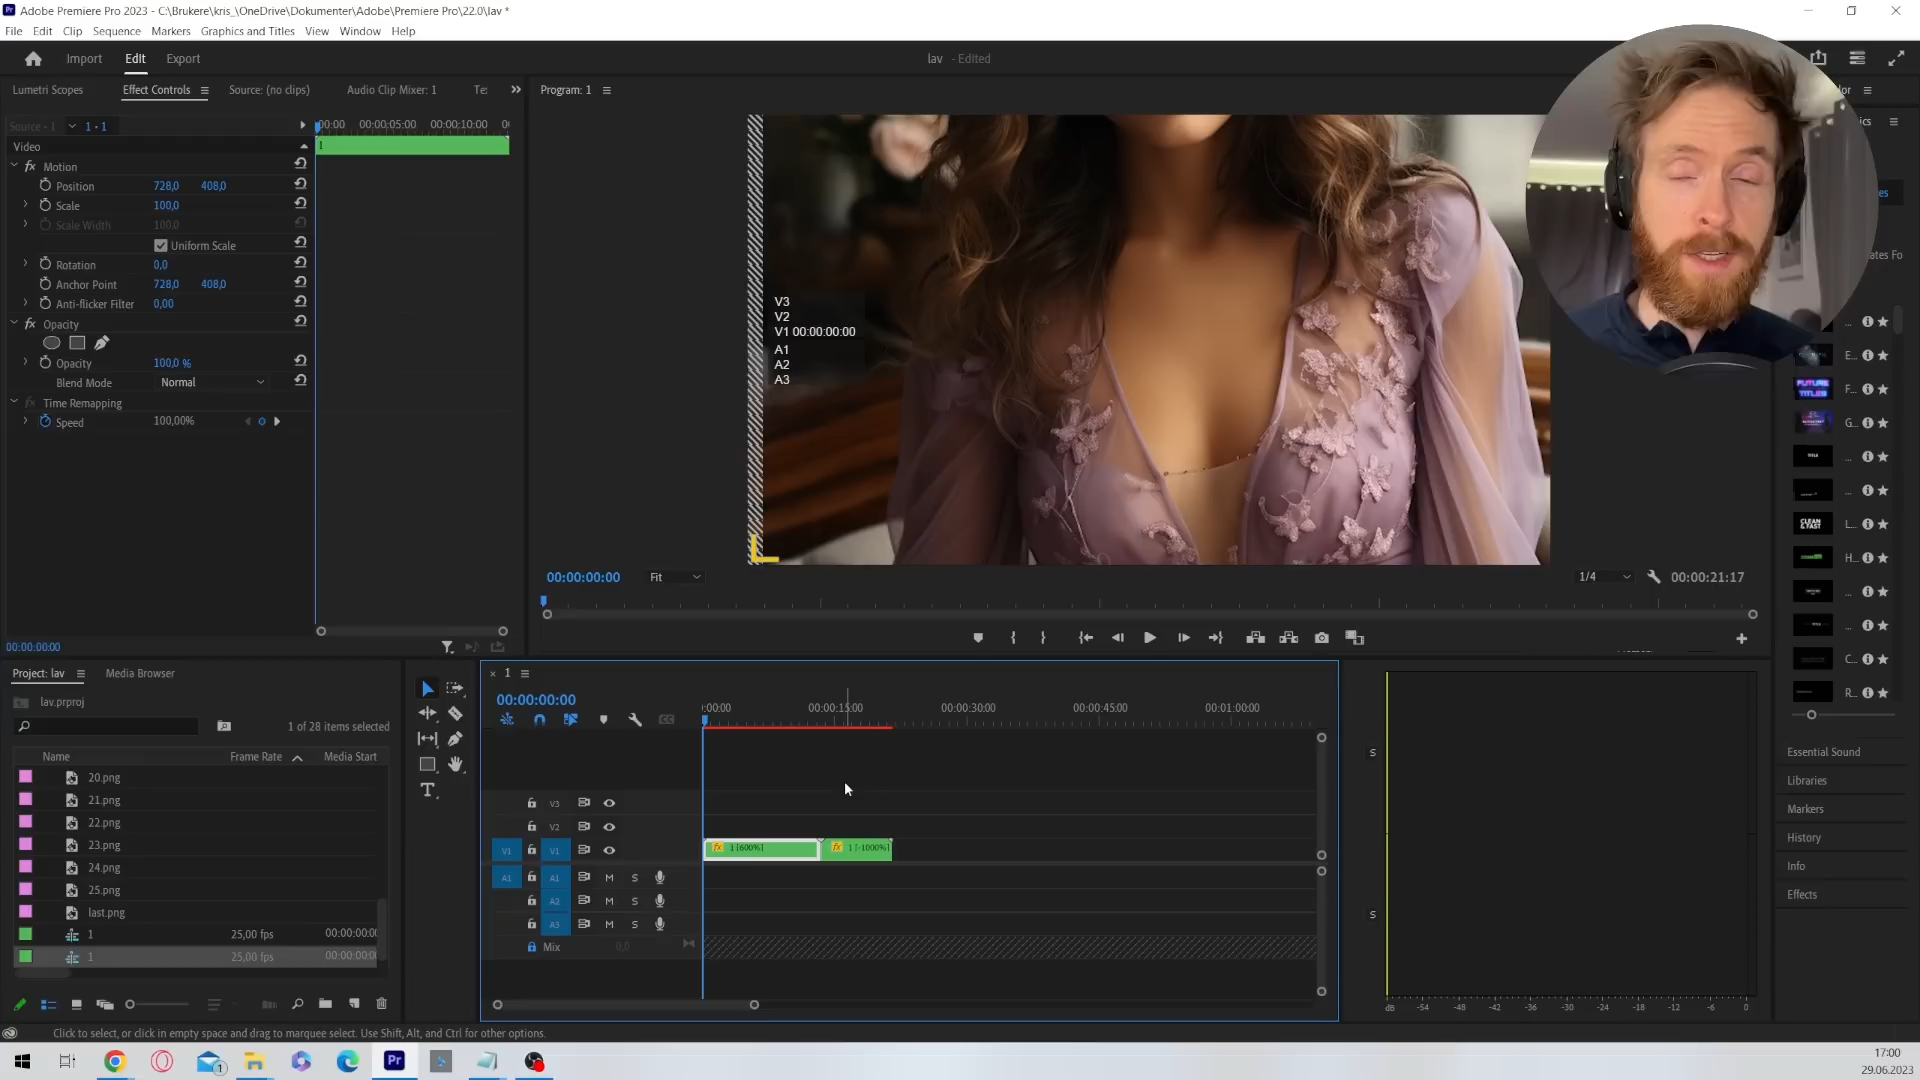 Adobe Premiere Pro 2023 - C:\Brukere\kris_\OneDrive\Dokumenter\Adobe\Premiere Pro\22.0\lav *
File Edit Clip Sequence Markers Graphics and Titles View Window Help
Import Edit Export
lav - Edited
Lumetri Scopes Effect Controls Source: (no clips) Audio Clip Mixer: 1 Te:
Program: 1
Source - 1 1 - 1
:00:00 00:00:05:00 00:00:10:00
Video
1
Motion
Position 728,0 408,0
Scale 100,0
Scale Width 100,0
Uniform Scale
Rotation 0,0
Anchor Point 728,0 408,0
Anti-flicker Filter 0,00
Opacity
Opacity 100,0 %
Blend Mode Normal
Time Remapping
Speed 100,00%
V3
V2
V1 00:00:00:00
A1
A2
A3
00:00:00:00 Fit 1/4 00:00:21:17
00:00:00:00
Project: lav Media Browser
lav.prproj
1 of 28 items selected
Name Frame Rate Media Start
20.png
21.png
22.png
23.png
24.png
25.png
last.png
1 25,00 fps 00:00:00:0
1 25,00 fps 00:00:00:0
1
00:00:00:00
:00:00 00:00:15:00 00:00:30:00 00:00:45:00 00:01:00:00
V3
V2
V1 V1 1 [600%] 1 [-1000%]
A1 A1 M S
A2 M S
A3 M S
Mix 0,0
S
S
dB -54 -48 -42 -36 -30 -24 -18 -12 -6 0
E...
F...
G...
L...
H...
C...
R...
FUTURE TITLES
TITLE
CLEAN & FAST
Essential Sound
Libraries
Markers
History
Info
Effects
Click to select, or click in empty space and drag to marquee select. Use Shift, Alt, and Ctrl for other options.
Pr
1
17:00
29.06.2023